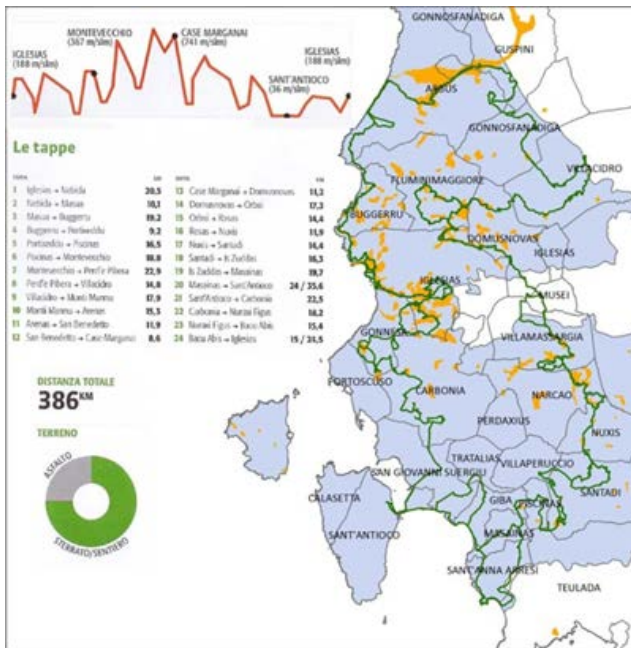 MONTEVECCHIO
(367 m/slm)
CASE MARGANAI
(741 m/slm)
IGLESIAS
(188 m/slm)
IGLESIAS
(188 m/slm)
SANT'ANTIOCO
(36 m/slm)
Le tappe
1 Iglesias → Nebida 20,5
2 Nebida → Masua 10,1
3 Masua → Buggerru 19,2
4 Buggerru → Portixeddu 9,2
5 Portixeddu → Piscinas 16,5
6 Piscinas → Montevecchio 18,8
7 Montevecchio → Perd'e Pibera 22,9
8 Perd'e Pibera → Villacidro 14,8
9 Villacidro → Monti Mannu 17,9
10 Monti Mannu → Arenas 15,3
11 Arenas → San Benedetto 11,9
12 San Benedetto → Case Marganai 8,6
13 Case Marganai → Domusnovas 11,2
14 Domusnovas → Orbai 17,2
15 Orbai → Rosas 14,4
16 Rosas → Nuxis 11,9
17 Nuxis → Santadi 14,4
18 Santadi → Is Zuddas 16,3
19 Is Zuddas → Masainas 19,7
20 Masainas → Sant'Antioco 24 / 35,6
21 Sant'Antioco → Carbonia 22,5
22 Carbonia → Nuraxi Figus 16,2
23 Nuraxi Figus → Bacu Abis 15,4
24 Bacu Abis → Iglesias 15 / 21,5
DISTANZA TOTALE
386 KM
TERRENO
ASFALTO
STERRATO/SENTIERO
GONNOSFANADIGA
GUSPINI
ARBUS
GONNOSFANADIGA
VILLACIDRO
FLUMINIMAGGIORE
BUGGERRU
DOMUSNOVAS
IGLESIAS
IGLESIAS
MUSEI
GONNESA
VILLAMASSARGIA
PORTOSCUSO
CARBONIA
NARCAO
PERDAXIUS
NUXIS
TRATALIAS
SAN GIOVANNI SUERGIU
VILLAPERUCCIO
CALASETTA
GIBA
PISCINAS
SANTADI
SANT'ANTIOCO
MASAINAS
SANT'ANNA ARRESI
TEULADA